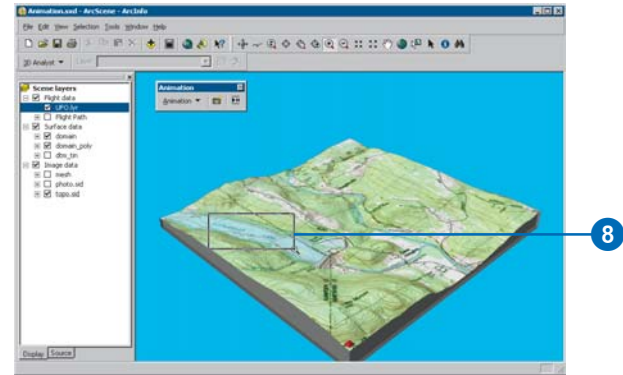 Animation.sxd - ArcScene - ArcInfo
File Edit View Selection Tools Window Help
3D Analyst Layer:
Scene layers
Flight data
UFO.lyr
Flight Path
Surface data
domain
domain_poly
dtm_tin
Image data
mesh
photo.sid
topo.sid
Display Source
Animation
Animation
8